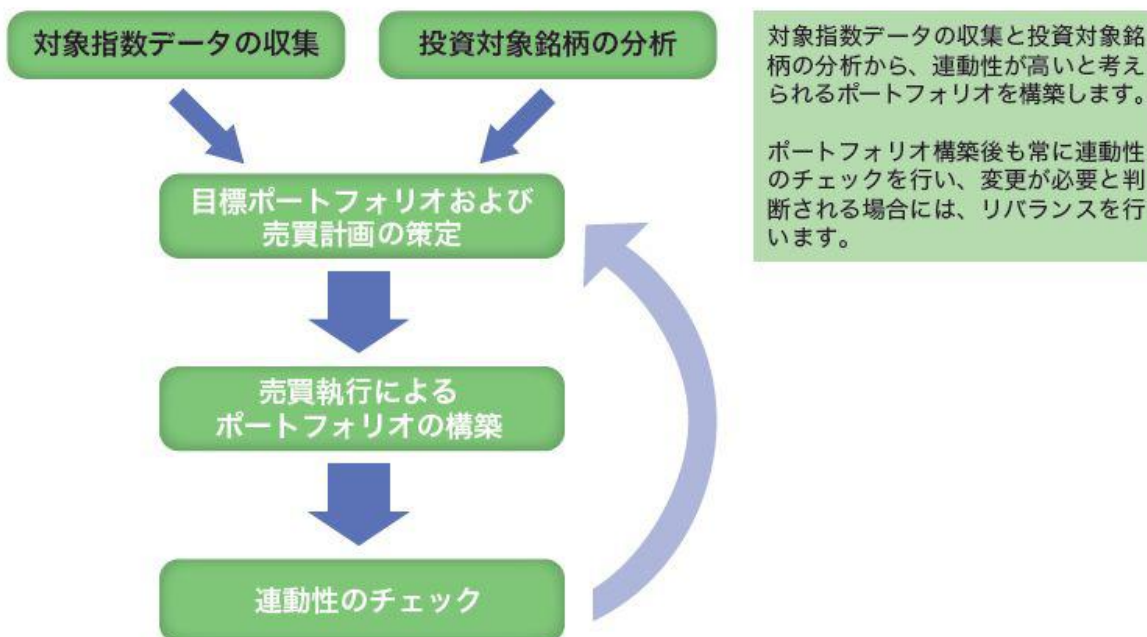 対象指数データの収集
投資対象銘柄の分析
対象指数データの収集と投資対象銘
柄の分析から、連動性が高いと考え
られるポートフォリオを構築します。
ポートフォリオ構築後も常に連動性
のチェックを行い、変更が必要と判
断される場合には、リバランスを行
います。
目標ポートフォリオおよび
売買計画の策定
売買執行による
ポートフォリオの構築
連動性のチェック